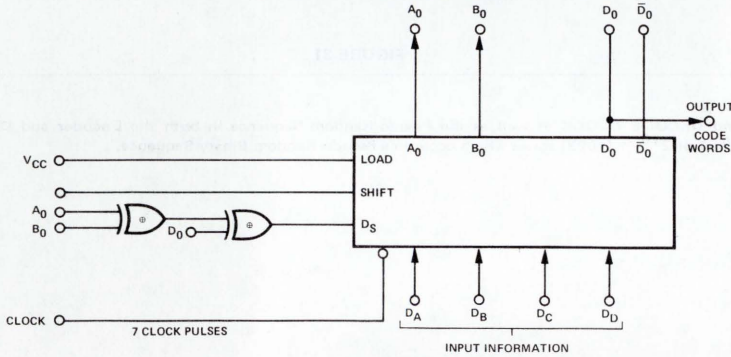 A0 B0 D0 D̅0
OUTPUT
CODE
WORDS
A0 B0 D0 D̅0
VCC LOAD
SHIFT
A0 ⊕ ⊕ DS
B0 D0
DA DB DC DD
CLOCK 7 CLOCK PULSES
INPUT INFORMATION